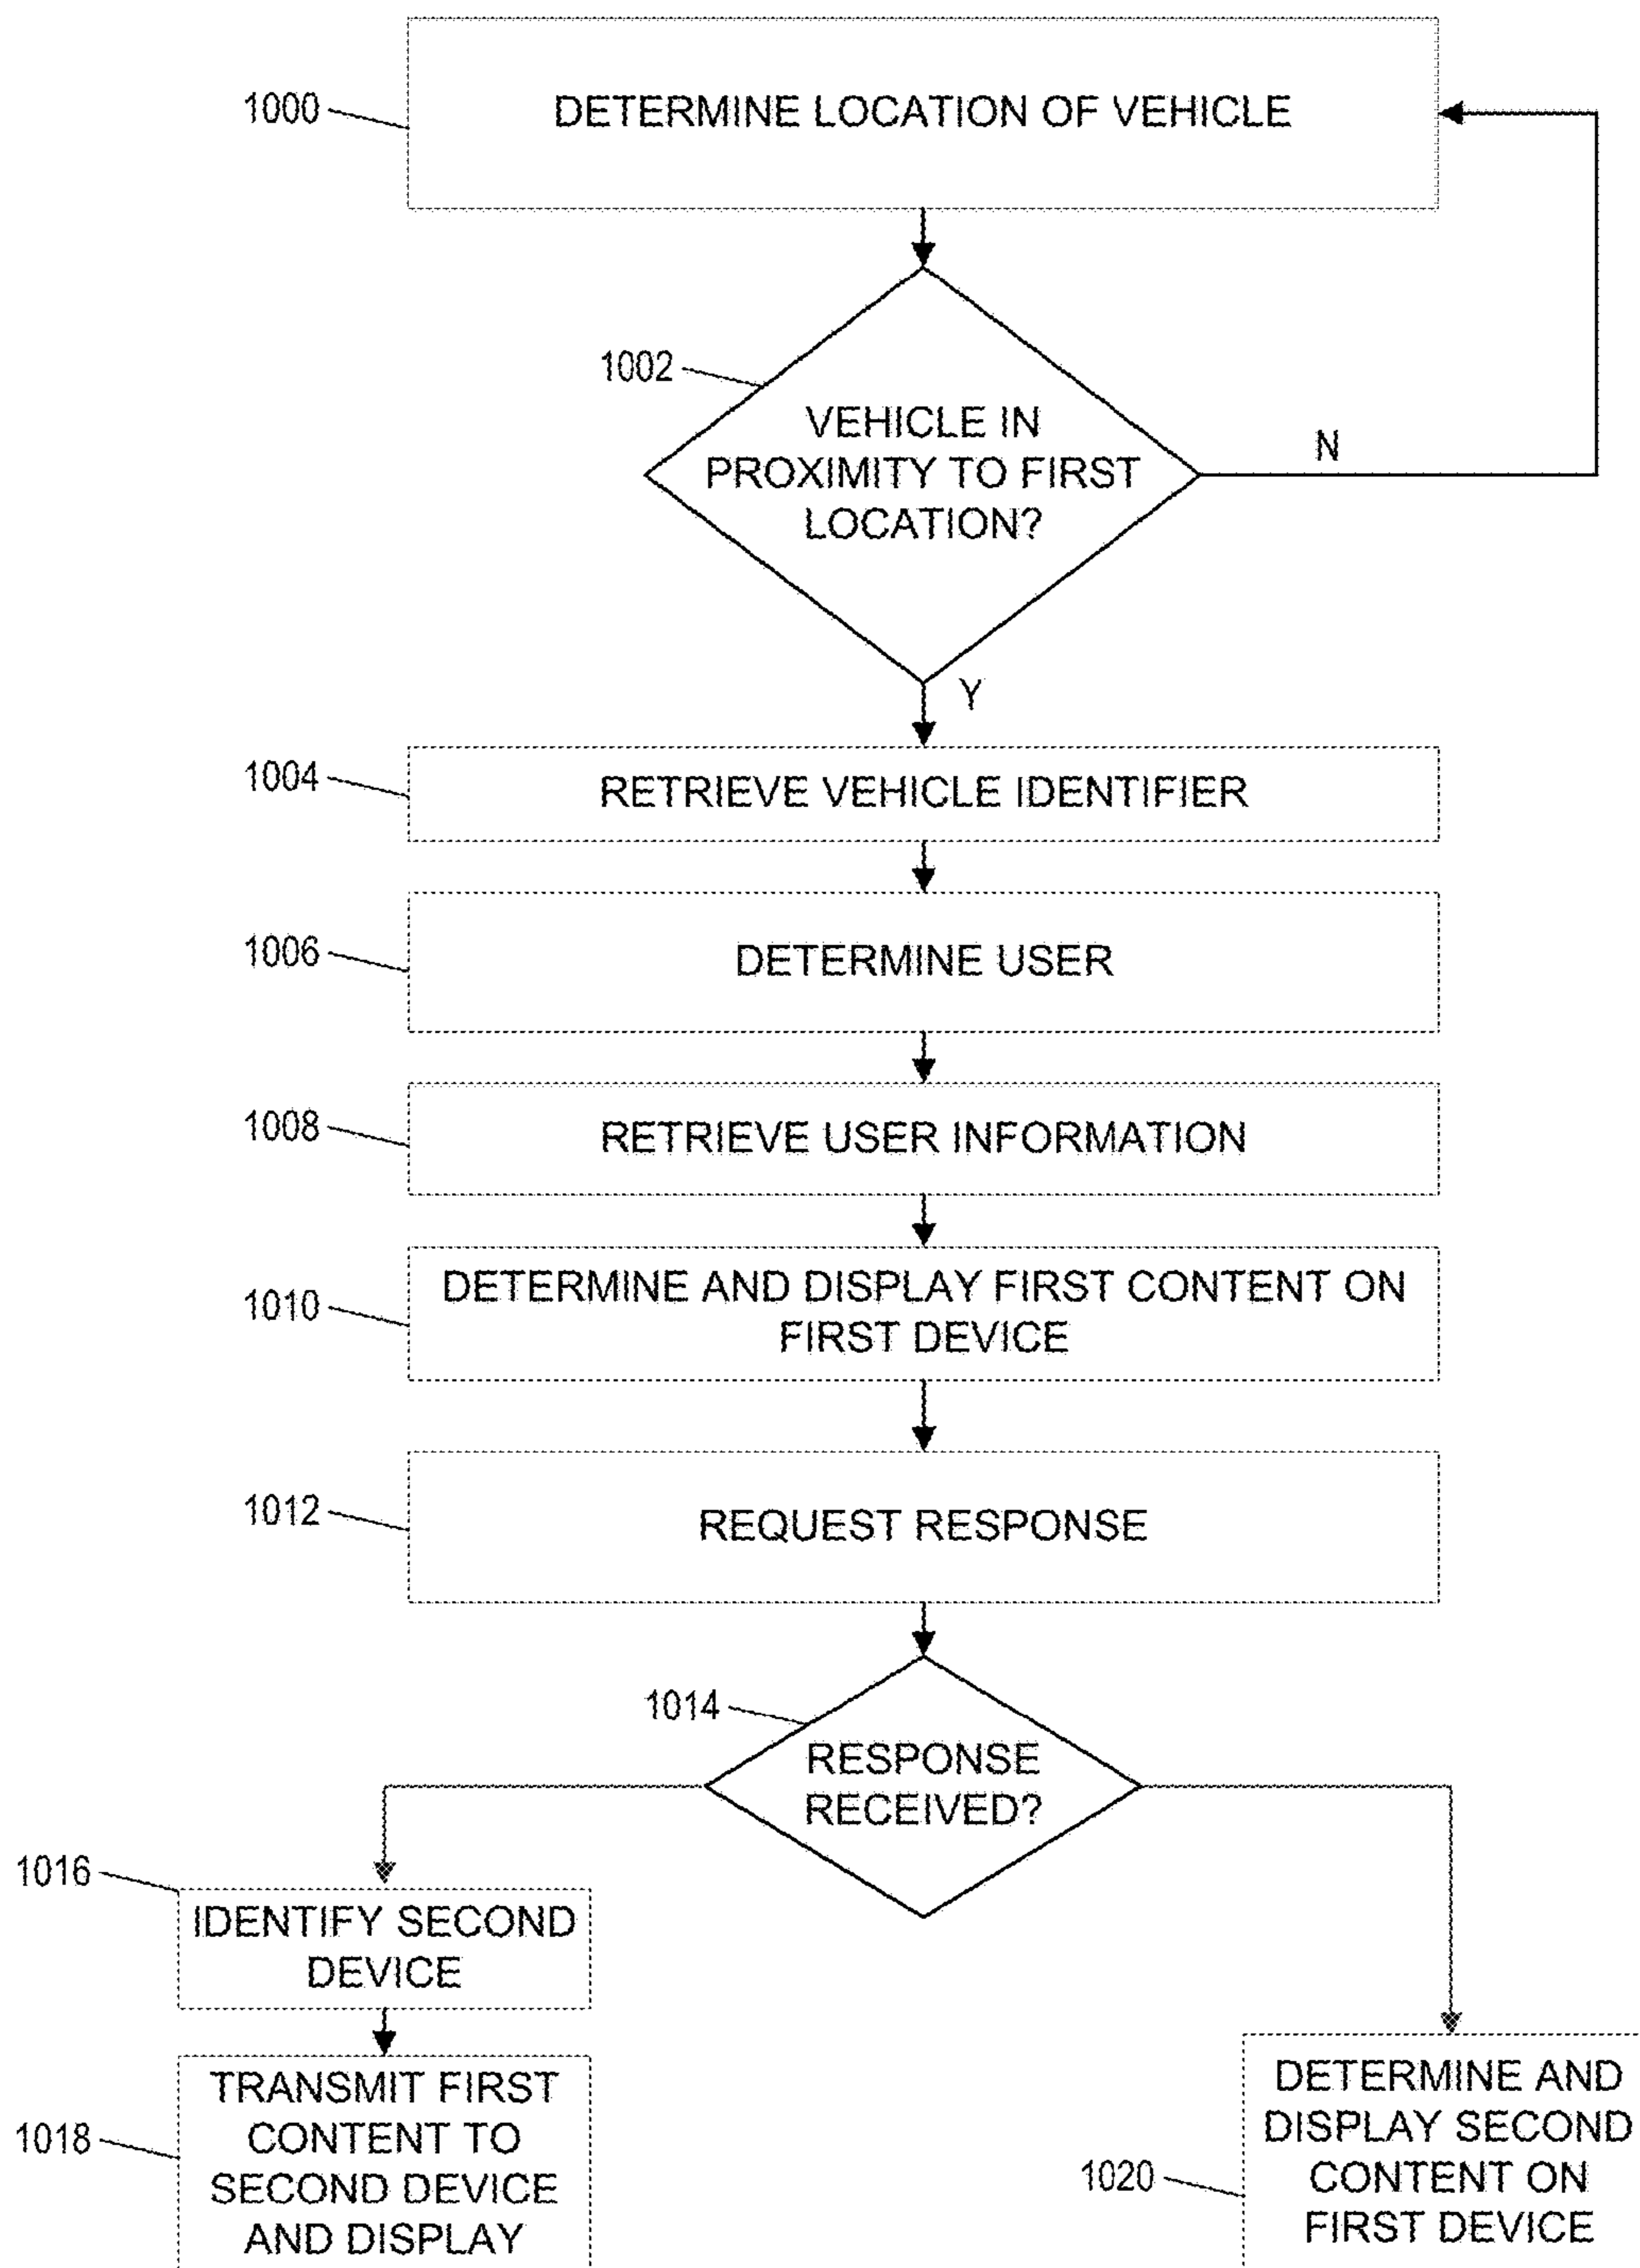 1000
DETERMINE LOCATION OF VEHICLE
1002
VEHICLE IN
PROXIMITY TO FIRST
LOCATION?
N
Y
1004
RETRIEVE VEHICLE IDENTIFIER
1006
DETERMINE USER
1008
RETRIEVE USER INFORMATION
1010
DETERMINE AND DISPLAY FIRST CONTENT ON
FIRST DEVICE
1012
REQUEST RESPONSE
1014
RESPONSE
RECEIVED?
1016
IDENTIFY SECOND
DEVICE
1018
TRANSMIT FIRST
CONTENT TO
SECOND DEVICE
AND DISPLAY
1020
DETERMINE AND
DISPLAY SECOND
CONTENT ON
FIRST DEVICE